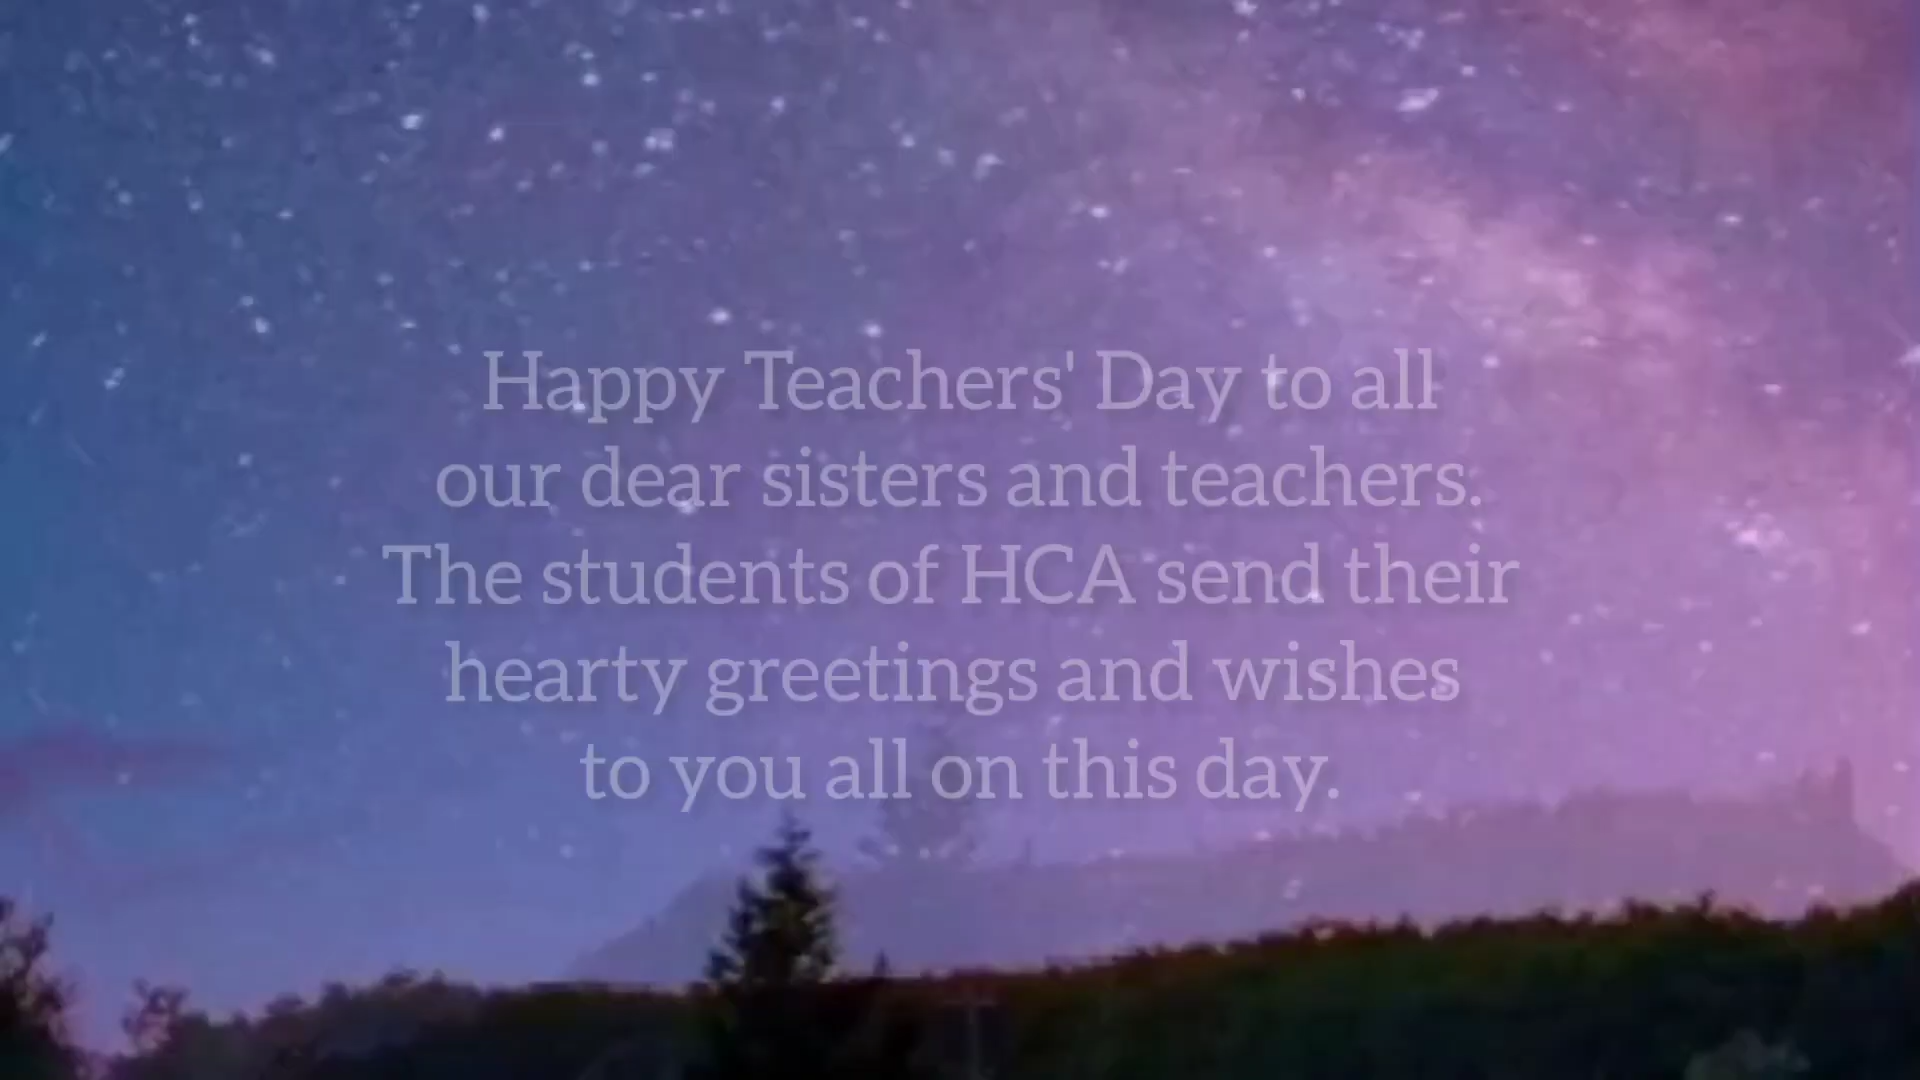 Happy Teachers' Day to all
our dear sisters and teachers.
The students of HCA send their
hearty greetings and wishes
to you all on this day.